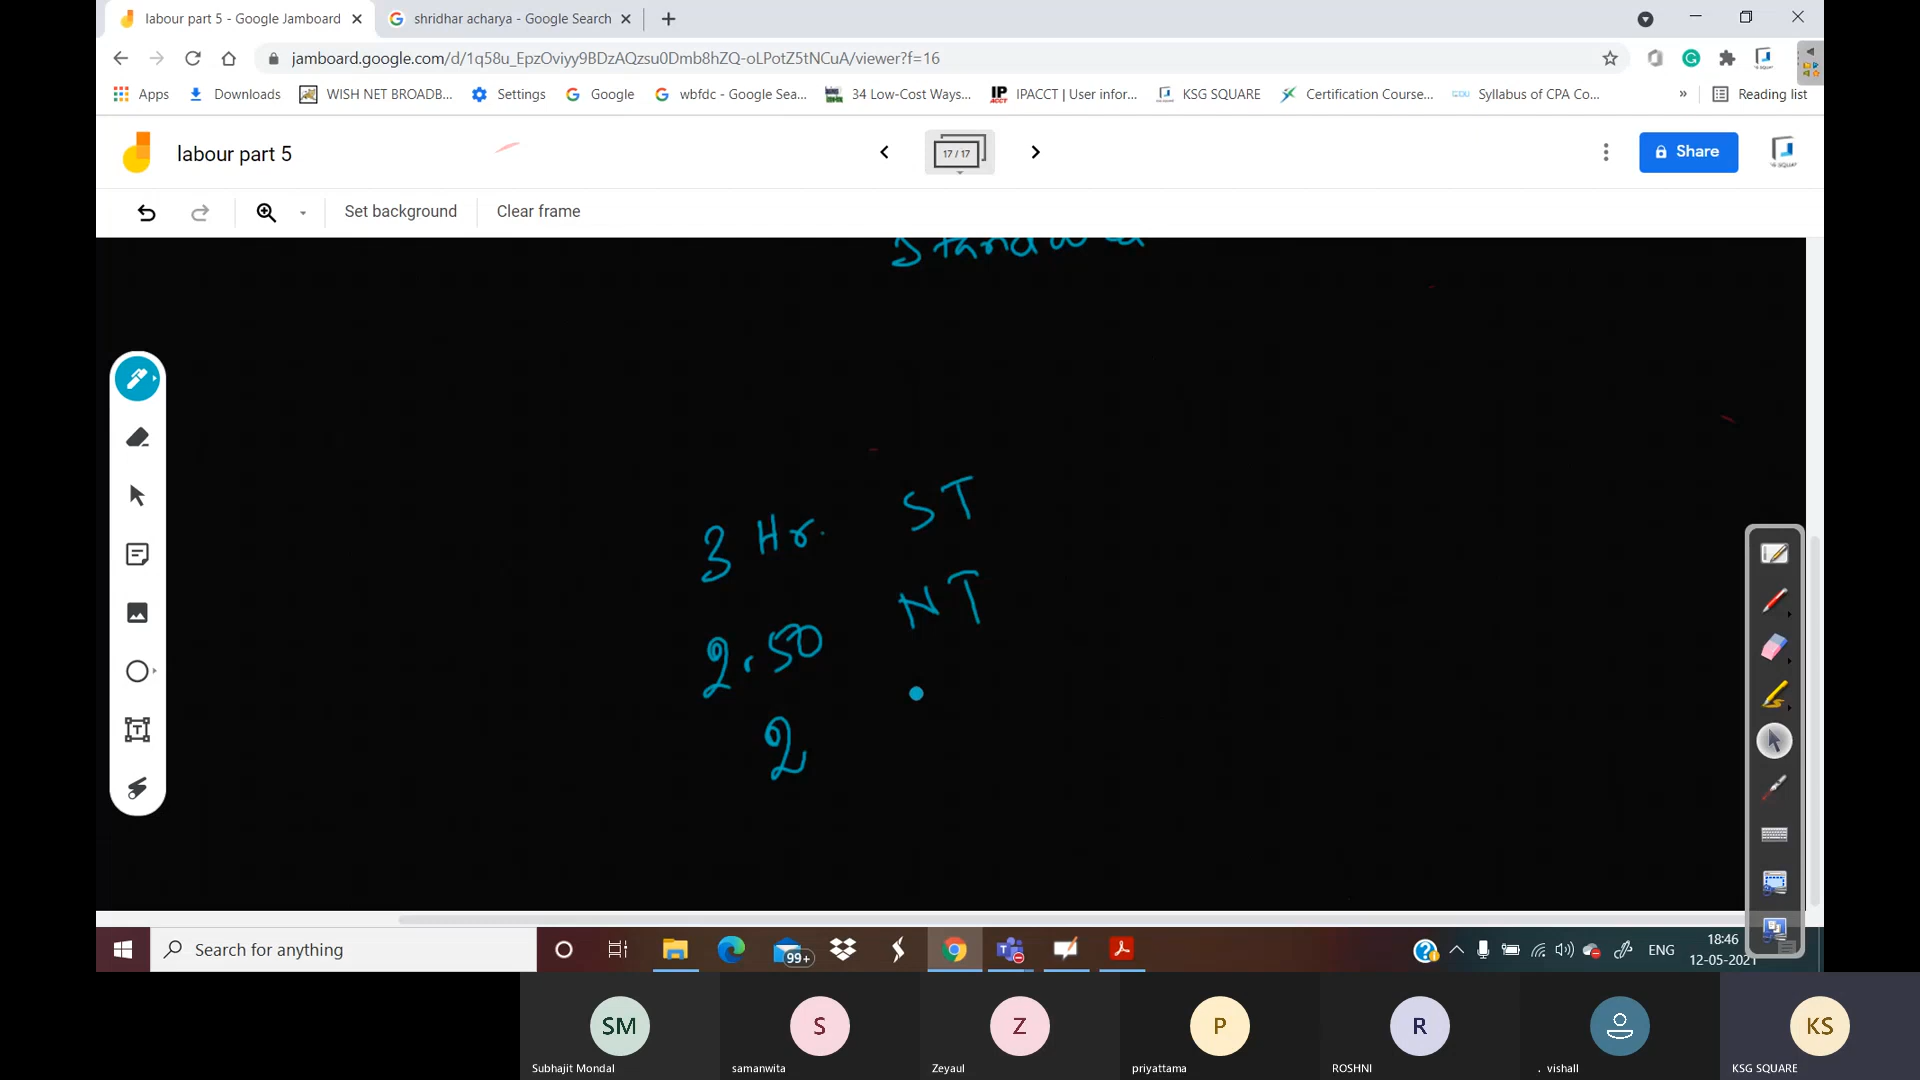 labour part 5 - Google Jamboard
shridhar acharya - Google Search
jamboard.google.com/d/1q58u_EpzOviyy9BDzAQzsu0Dmb8hZQ-oLPotZ5tNCuA/viewer?f=16
Apps Downloads WISH NET BROADB... Settings Google wbfdc - Google Sea... 34 Low-Cost Ways... IPACCT | User infor... KSG SQUARE Certification Course... Syllabus of CPA Co... » Reading list
labour part 5
17 / 17
Share
Set background Clear frame
Standard
3 Hr. ST
2.50 NT
2
Search for anything
99+
ENG
18:46
12-05-2021
SM S Z P R KS
Subhajit Mondal samanwita Zeyaul priyattama ROSHNI . vishall KSG SQUARE